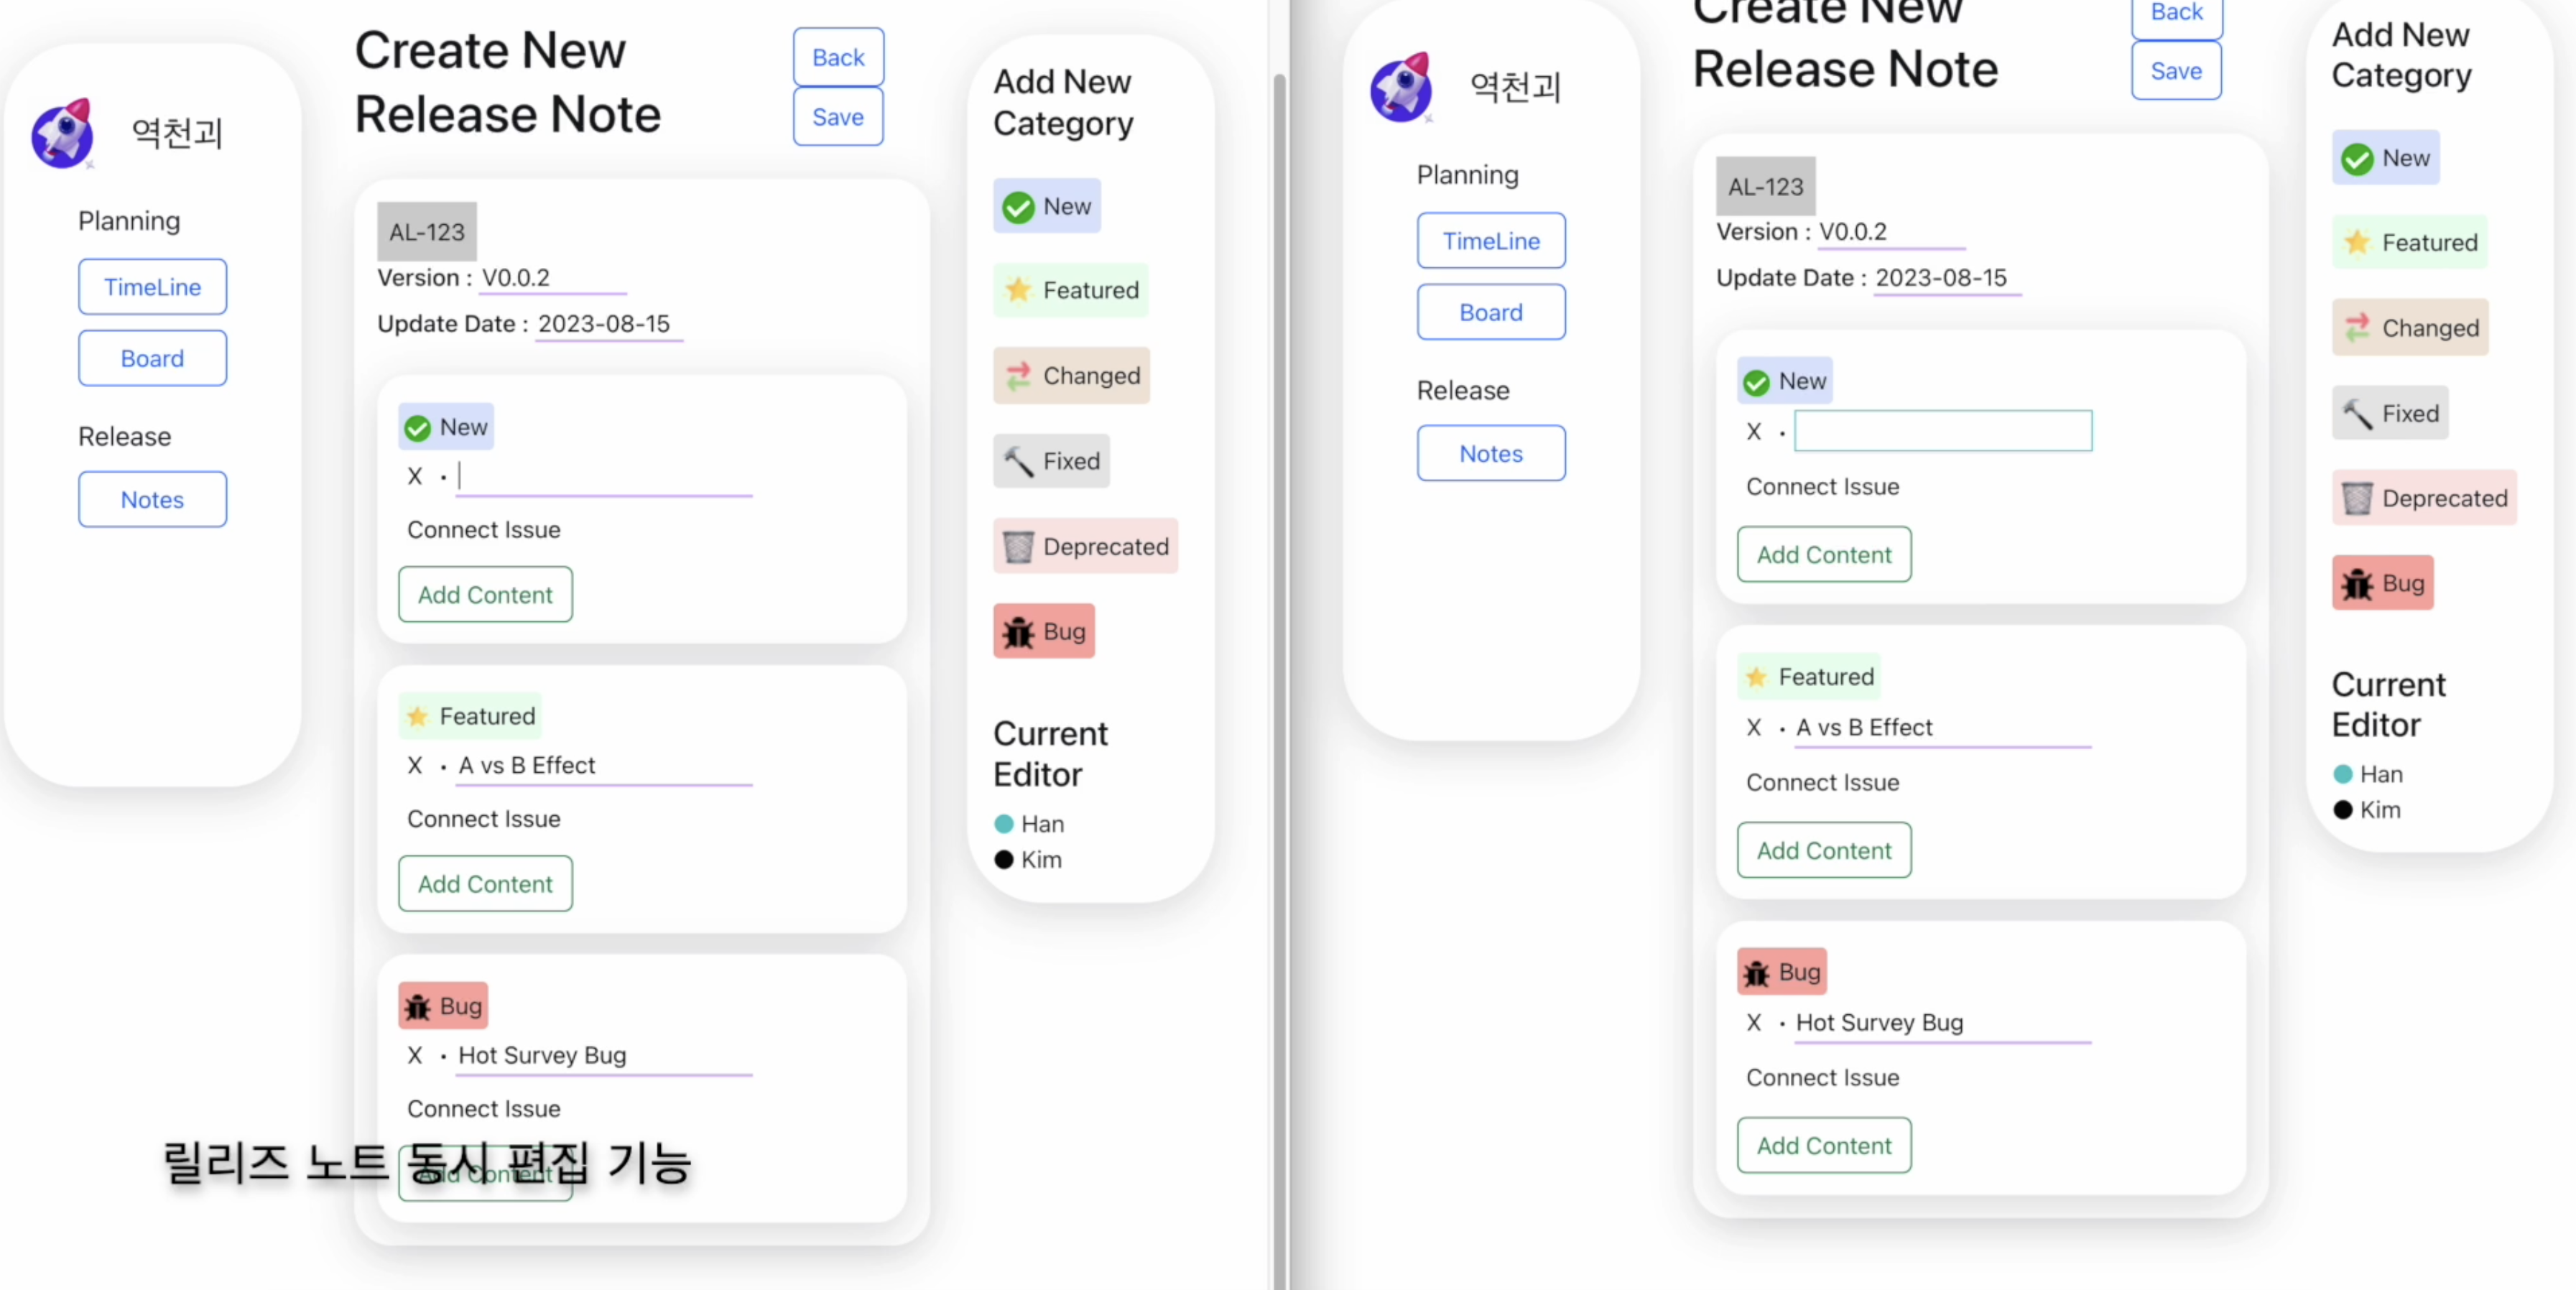 역천괴
Planning
TimeLine
Board
Release
Notes
Create New
Release Note
Back
Save
AL-123
Version : V0.0.2
Update Date : 2023-08-15
New
X •
Connect Issue
Add Content
Featured
X • A vs B Effect
Connect Issue
Add Content
Bug
X • Hot Survey Bug
Connect Issue
Add Content
릴리즈 노트 동시 편집 기능
Add New
Category
New
Featured
Changed
Fixed
Deprecated
Bug
Current
Editor
Han
Kim
역천괴
Planning
TimeLine
Board
Release
Notes
Create New
Release Note
Back
Save
AL-123
Version : V0.0.2
Update Date : 2023-08-15
New
X •
Connect Issue
Add Content
Featured
X • A vs B Effect
Connect Issue
Add Content
Bug
X • Hot Survey Bug
Connect Issue
Add Content
Add New
Category
New
Featured
Changed
Fixed
Deprecated
Bug
Current
Editor
Han
Kim